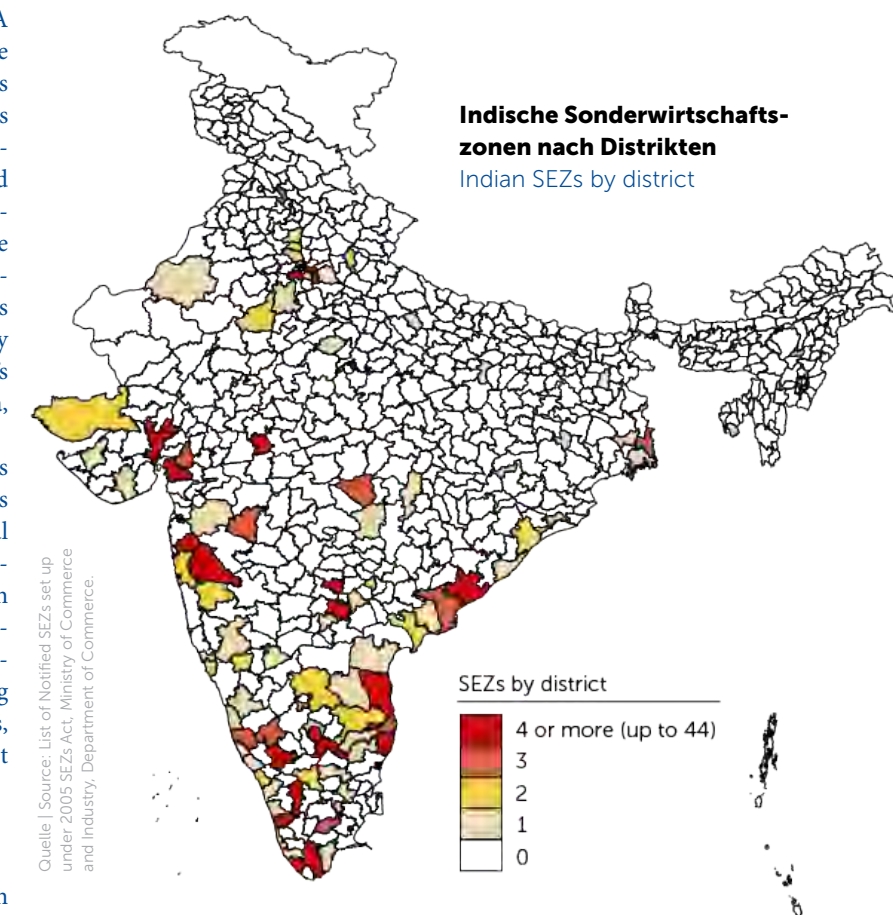 A
e
s
s
-
d
-
e
-
s
y
s
,
s
s
al
-
n
-
-
g
s,
t
n
Indische Sonderwirtschafts-
zonen nach Distrikten
Indian SEZs by district
Quelle | Source: List of Notified SEZs set up
under 2005 SEZs Act, Ministry of Commerce
and Industry, Department of Commerce.
SEZs by district
4 or more (up to 44)
3
2
1
0